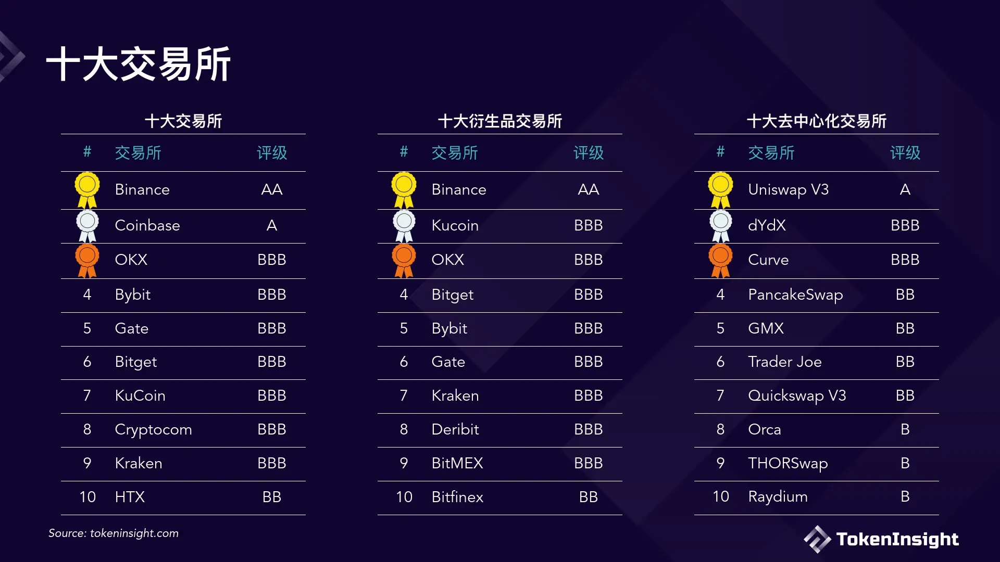 十大交易所
十大交易所
# 交易所 评级
Binance AA
Coinbase A
OKX BBB
4 Bybit BBB
5 Gate BBB
6 Bitget BBB
7 KuCoin BBB
8 Cryptocom BBB
9 Kraken BBB
10 HTX BB
十大衍生品交易所
# 交易所 评级
Binance AA
Kucoin BBB
OKX BBB
4 Bitget BBB
5 Bybit BBB
6 Gate BBB
7 Kraken BBB
8 Deribit BBB
9 BitMEX BBB
10 Bitfinex BB
十大去中心化交易所
# 交易所 评级
Uniswap V3 A
dYdX BBB
Curve BBB
4 PancakeSwap BB
5 GMX BB
6 Trader Joe BB
7 Quickswap V3 BB
8 Orca B
9 THORSwap B
10 Raydium B
Source: tokeninsight.com
TokenInsight